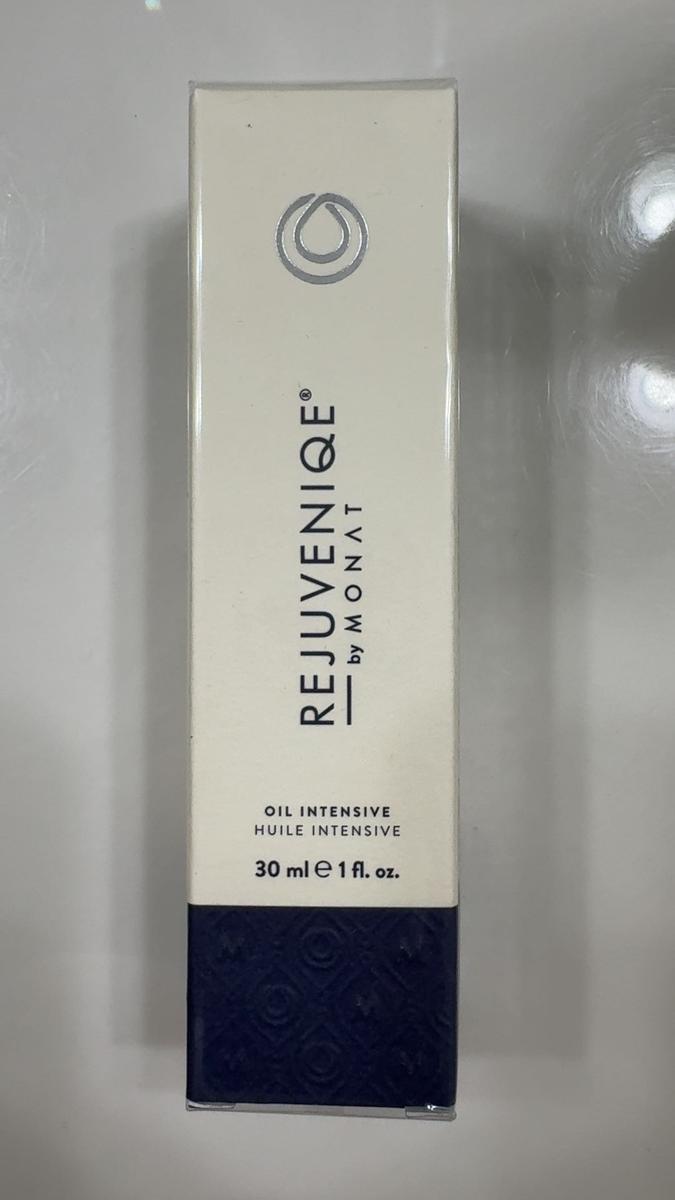 REJUVENIQE®
by MONAT
OIL INTENSIVE
HUILE INTENSIVE
30 ml e 1 fl. oz.